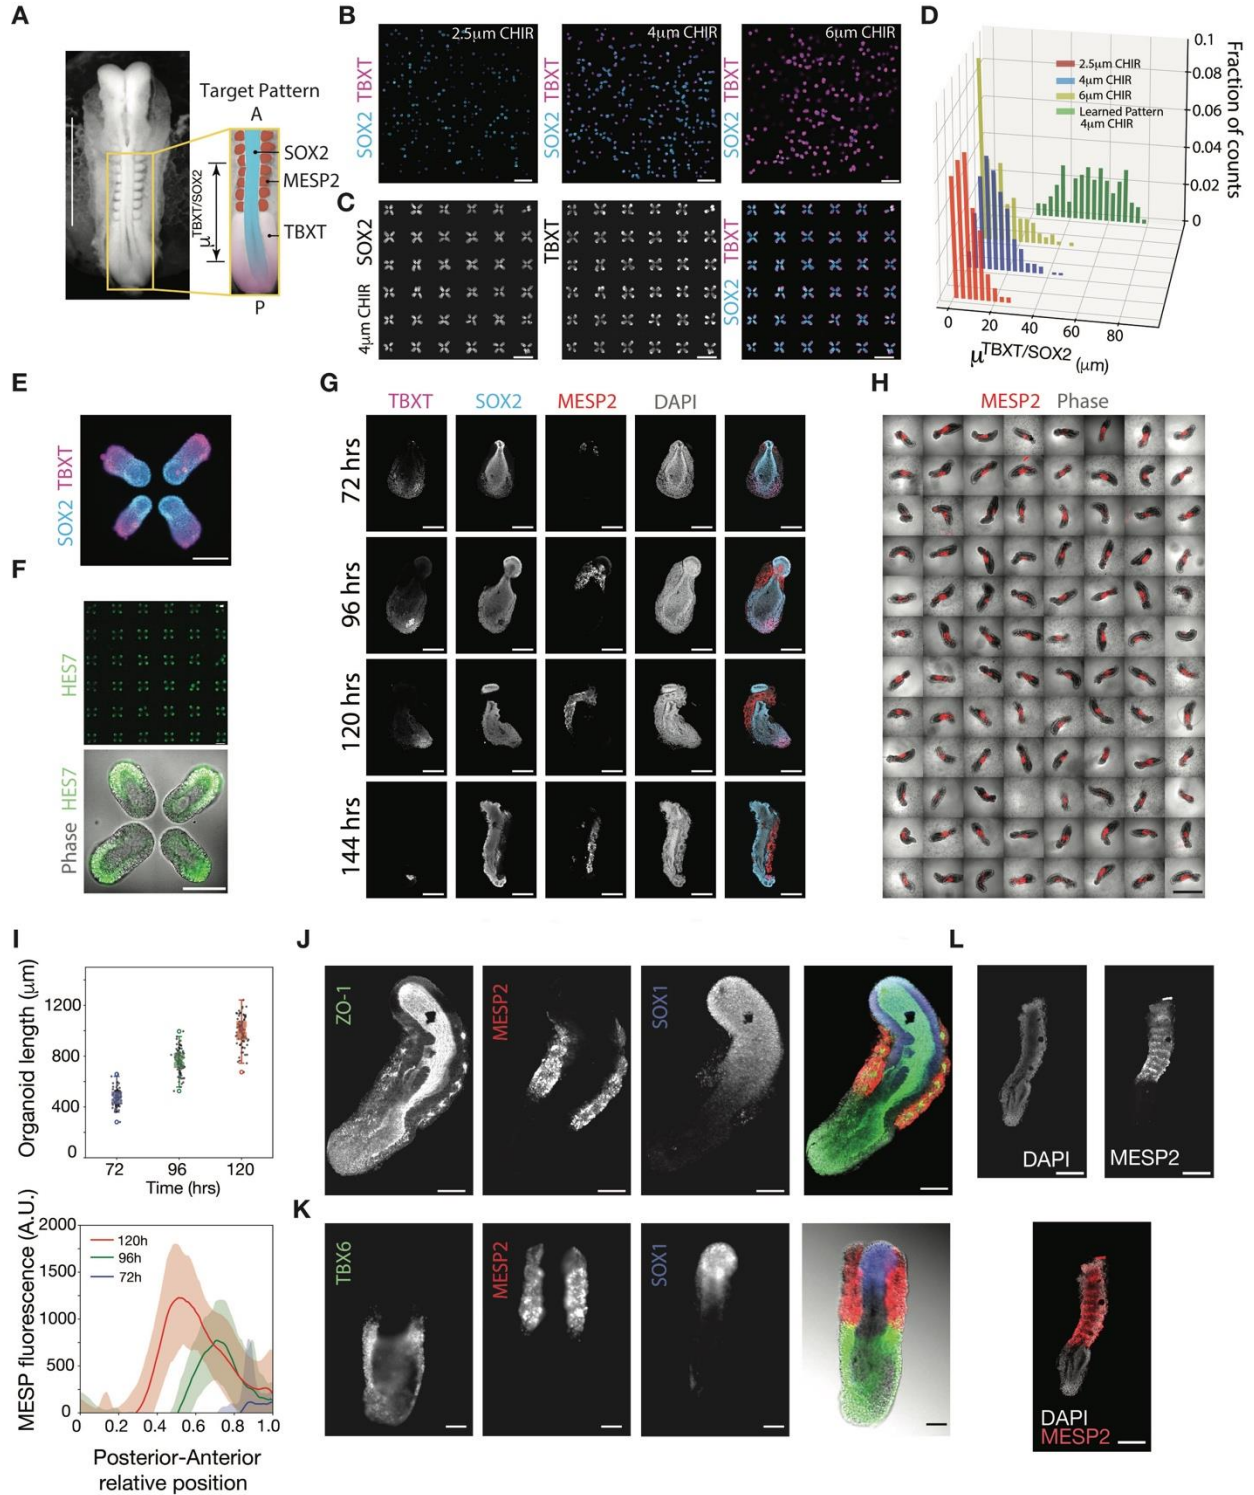 A
Target Pattern
A
SOX2
MESP2
TBXT
μTBXT/SOX2
P
B
SOX2 TBXT
2.5μm CHIR
SOX2 TBXT
4μm CHIR
SOX2 TBXT
6μm CHIR
C
4μm CHIR
SOX2
TBXT
SOX2 TBXT
D
2.5μm CHIR
4μm CHIR
6μm CHIR
Learned Pattern
4μm CHIR
Fraction of counts
0.1
0.08
0.06
0.04
0.02
0
0 20 40 60 80
μTBXT/SOX2 (μm)
E
SOX2 TBXT
F
HES7
Phase HES7
G
TBXT SOX2 MESP2 DAPI
72 hrs
96 hrs
120 hrs
144 hrs
H
MESP2 Phase
I
Organoid length (μm)
1200
800
400
0
72 96 120
Time (hrs)
MESP fluorescence (A.U.)
2000
1500
1000
500
0
120h
96h
72h
0 0.2 0.4 0.6 0.8 1.0
Posterior-Anterior
relative position
J
ZO-1
MESP2
SOX1
K
TBX6
MESP2
SOX1
L
DAPI
MESP2
DAPI
MESP2